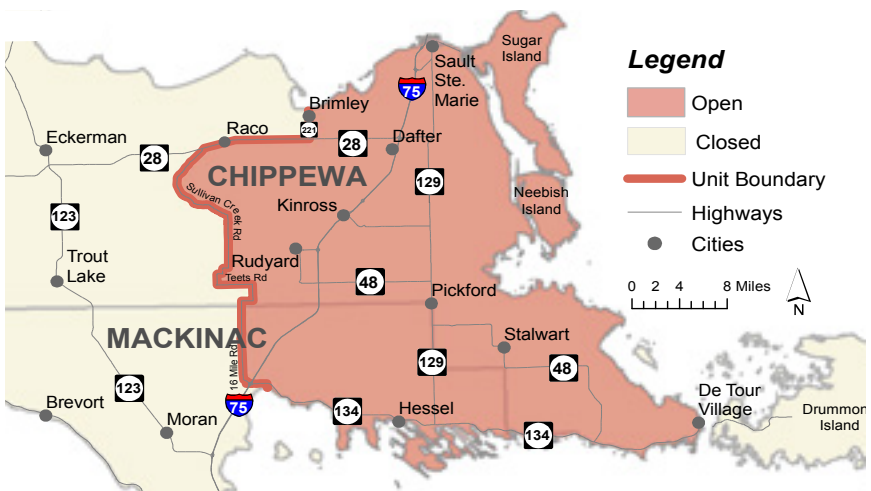 Sugar
Island
Legend
Sault
Ste.
Marie
75
Open
Brimley
221
Raco
28
Dafter
Closed
Eckerman
28
CHIPPEWA
129
Unit Boundary
Neebish
Island
Sullivan Creek Rd
Kinross
Highways
123
Cities
Trout
Lake
Rudyard
Teets Rd
48
Pickford
0 2 4 8 Miles
N
MACKINAC
Stalwart
129
48
16 Mile Rd
123
75
De Tour
Village
Brevort
Moran
134
Hessel
134
Drummon
Island